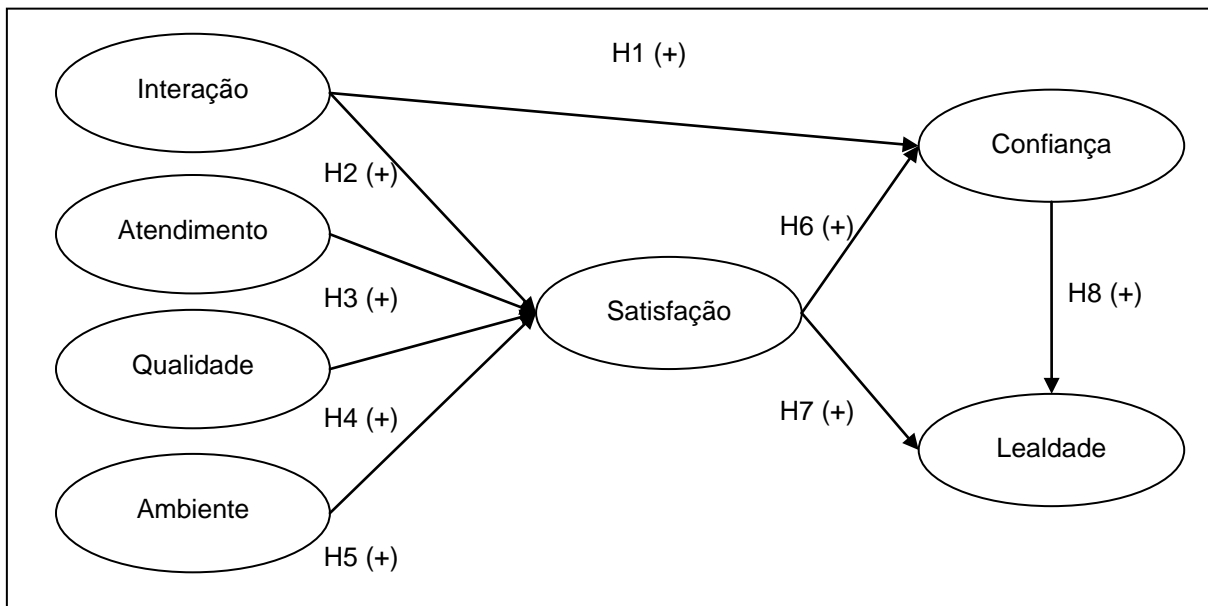 H1 (+)
Interação
Confiança
H2 (+)
Atendimento
H6 (+)
H3 (+)
Satisfação
H8 (+)
Qualidade
H4 (+)
H7 (+)
Lealdade
Ambiente
H5 (+)